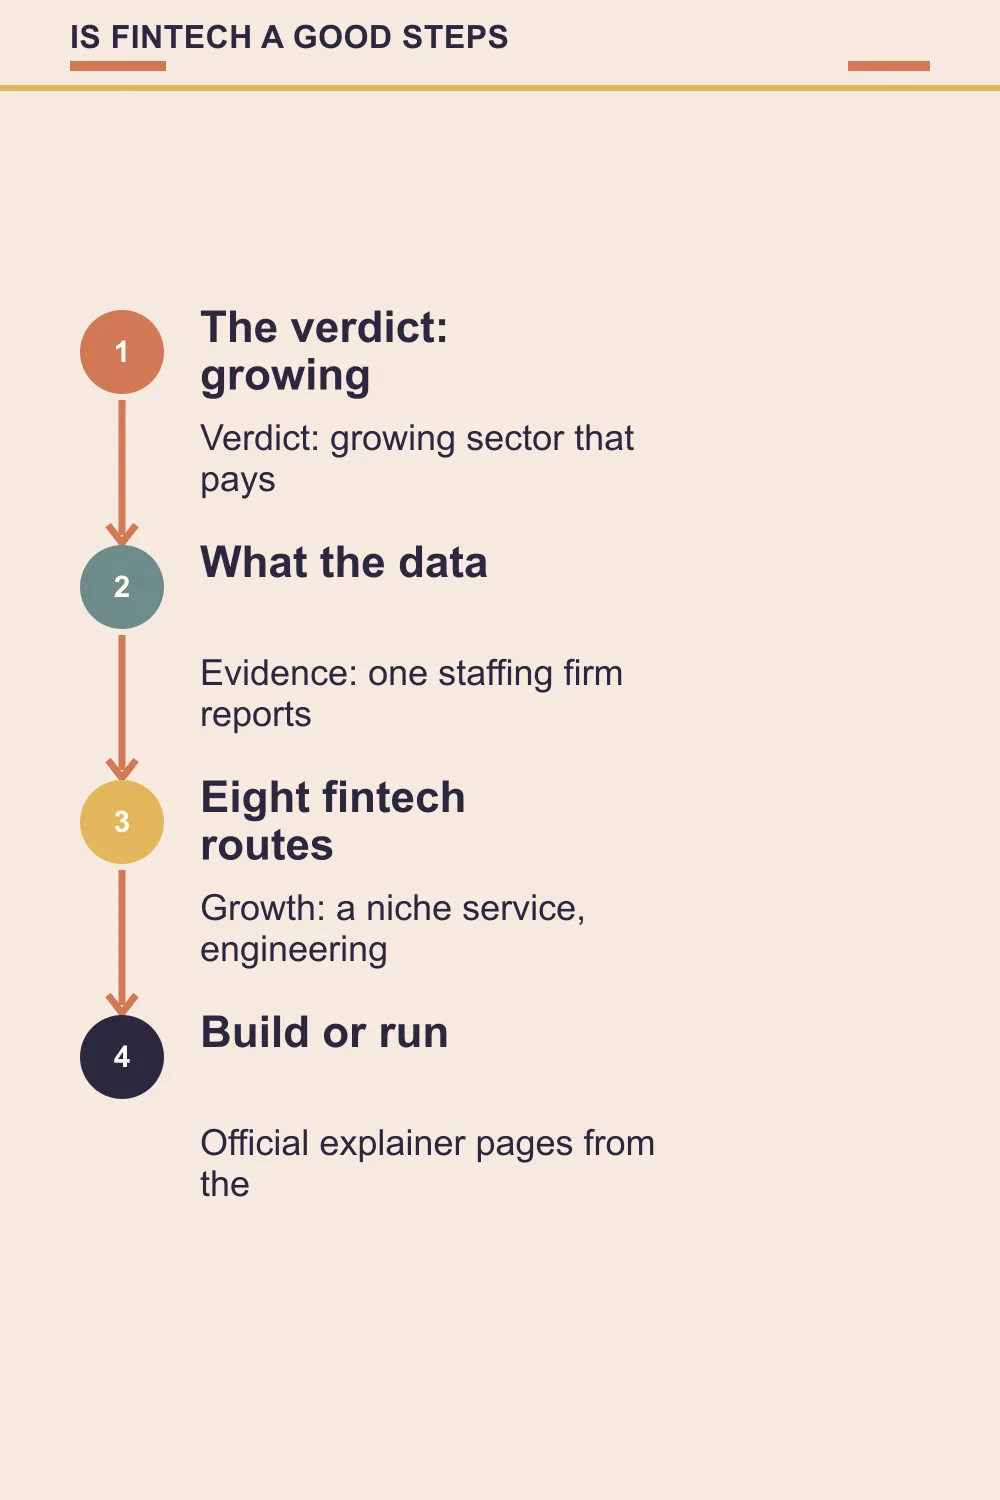 IS FINTECH A GOOD STEPS
1
The verdict:
growing
Verdict: growing sector that
pays
2
What the data
Evidence: one staffing firm
reports
3
Eight fintech
routes
Growth: a niche service,
engineering
4
Build or run
Official explainer pages from
the